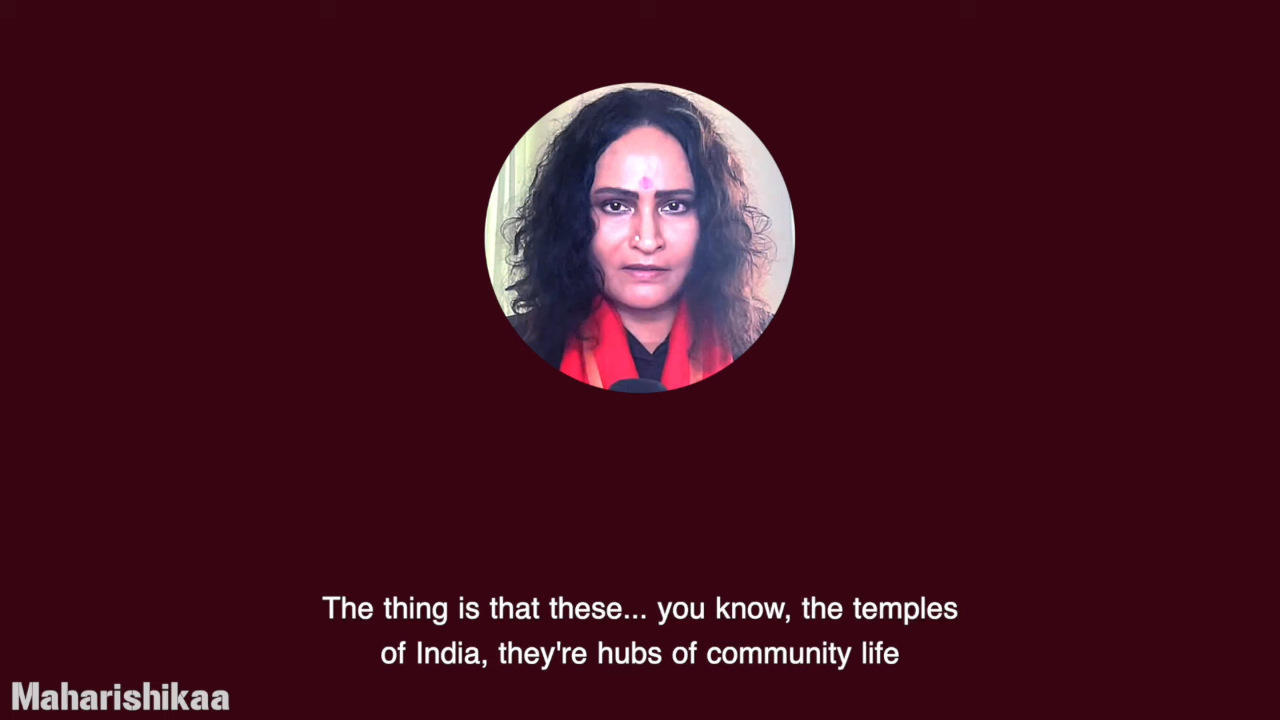 The thing is that these... you know, the temples
of India, they're hubs of community life
Maharishikaa